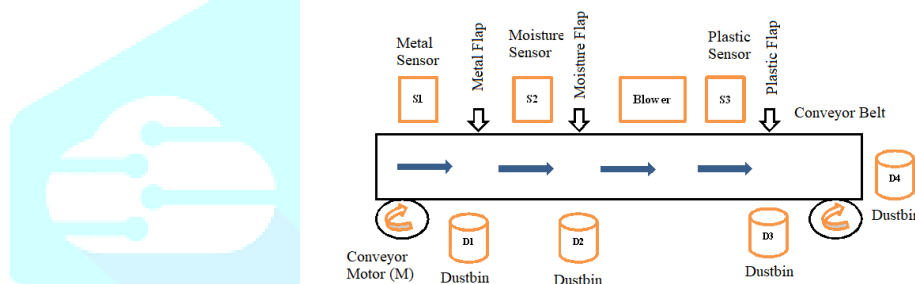 Metal
Sensor
Metal Flap
Moisture
Sensor
Moisture Flap
Plastic
Sensor
Plastic Flap
S1
S2
Blower
S3
Conveyor Belt
D4
Dustbin
D1
D2
D3
Conveyor
Motor (M)
Dustbin
Dustbin
Dustbin